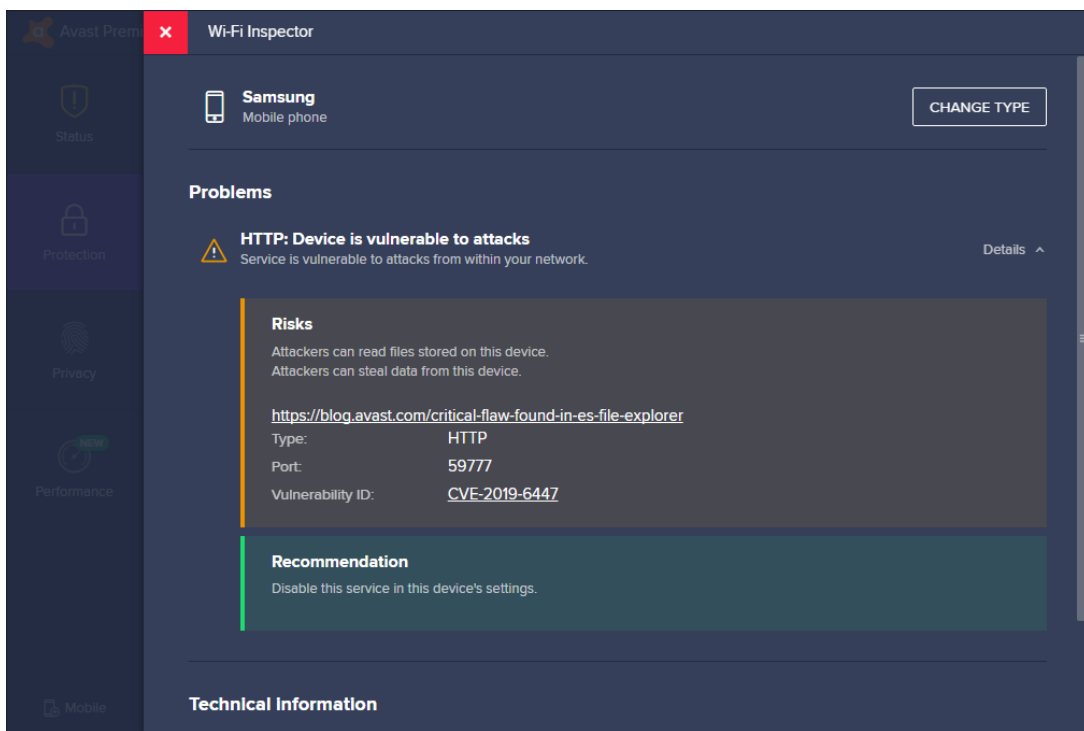 Avast Premi
Wi-Fi Inspector
Samsung
Mobile phone
CHANGE TYPE
Status
Problems
HTTP: Device is vulnerable to attacks
Service is vulnerable to attacks from within your network.
Details
Protection
Risks
Attackers can read files stored on this device.
Attackers can steal data from this device.
Privacy
https://blog.avast.com/critical-flaw-found-in-es-file-explorer
Type: HTTP
NEW
Port: 59777
Performance
Vulnerability ID: CVE-2019-6447
Recommendation
Disable this service in this device's settings.
Mobile
Technical Information